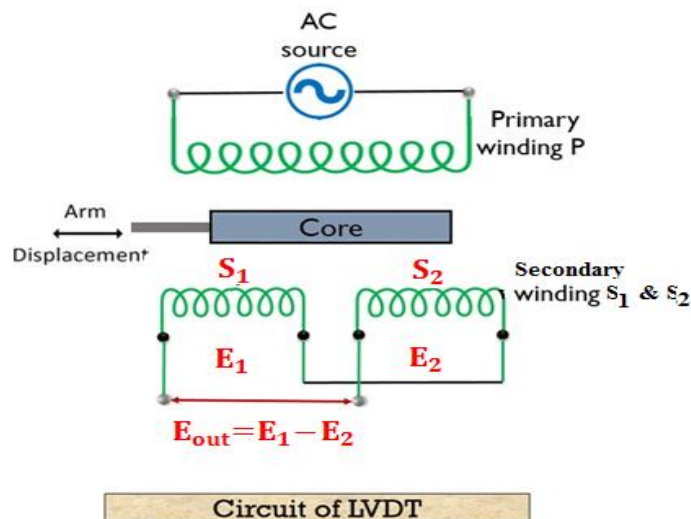 AC
source
Primary
winding P
Arm
Displacement
Core
S₁
S₂
Secondary
winding S₁ & S₂
E₁
E₂
E_out=E₁−E₂
Circuit of LVDT